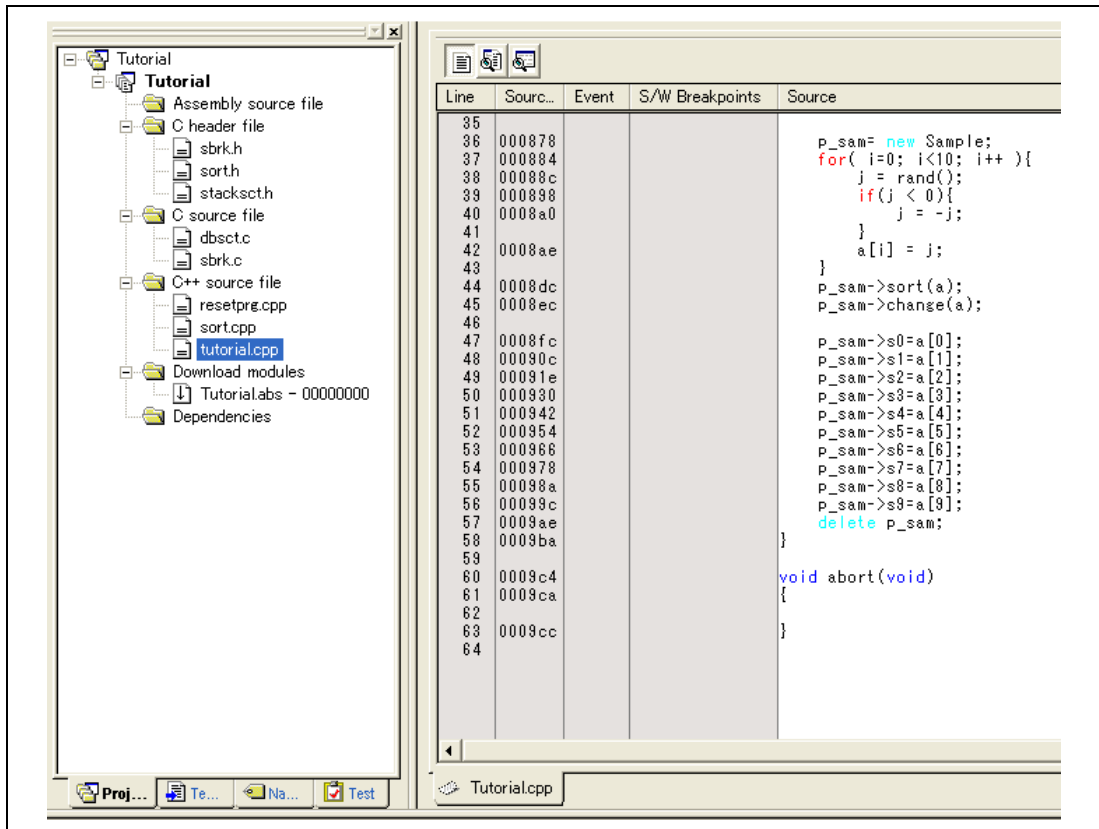 Tutorial
Tutorial
Assembly source file
C header file
sbrk.h
sort.h
stacksct.h
C source file
dbsct.c
sbrk.c
C++ source file
resetprg.cpp
sort.cpp
tutorial.cpp
Download modules
Tutorial.abs - 00000000
Dependencies
Proj... Te... Na... Test
Line Sourc... Event S/W Breakpoints Source
35
36 000878 p_sam= new Sample;
37 000884 for( i=0; i<10; i++ ){
38 00088c j = rand();
39 000898 if(j < 0){
40 0008a0 j = -j;
41 }
42 0008ae a[i] = j;
43 }
44 0008dc p_sam->sort(a);
45 0008ec p_sam->change(a);
46
47 0008fc p_sam->s0=a[0];
48 00090c p_sam->s1=a[1];
49 00091e p_sam->s2=a[2];
50 000930 p_sam->s3=a[3];
51 000942 p_sam->s4=a[4];
52 000954 p_sam->s5=a[5];
53 000966 p_sam->s6=a[6];
54 000978 p_sam->s7=a[7];
55 00098a p_sam->s8=a[8];
56 00099c p_sam->s9=a[9];
57 0009ae delete p_sam;
58 0009ba }
59
60 0009c4 void abort(void)
61 0009ca {
62
63 0009cc }
64
Tutorial.cpp